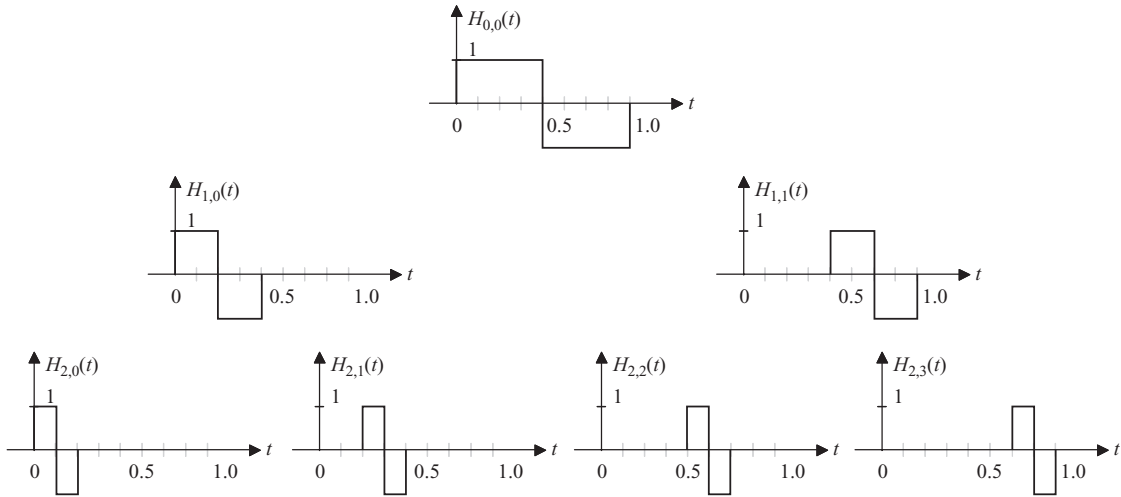 H0,0(t)
1
t
0 0.5 1.0
H1,0(t)
1
t
0 0.5 1.0
H1,1(t)
1
t
0 0.5 1.0
H2,0(t)
1
t
0 0.5 1.0
H2,1(t)
1
t
0 0.5 1.0
H2,2(t)
1
t
0 0.5 1.0
H2,3(t)
1
t
0 0.5 1.0